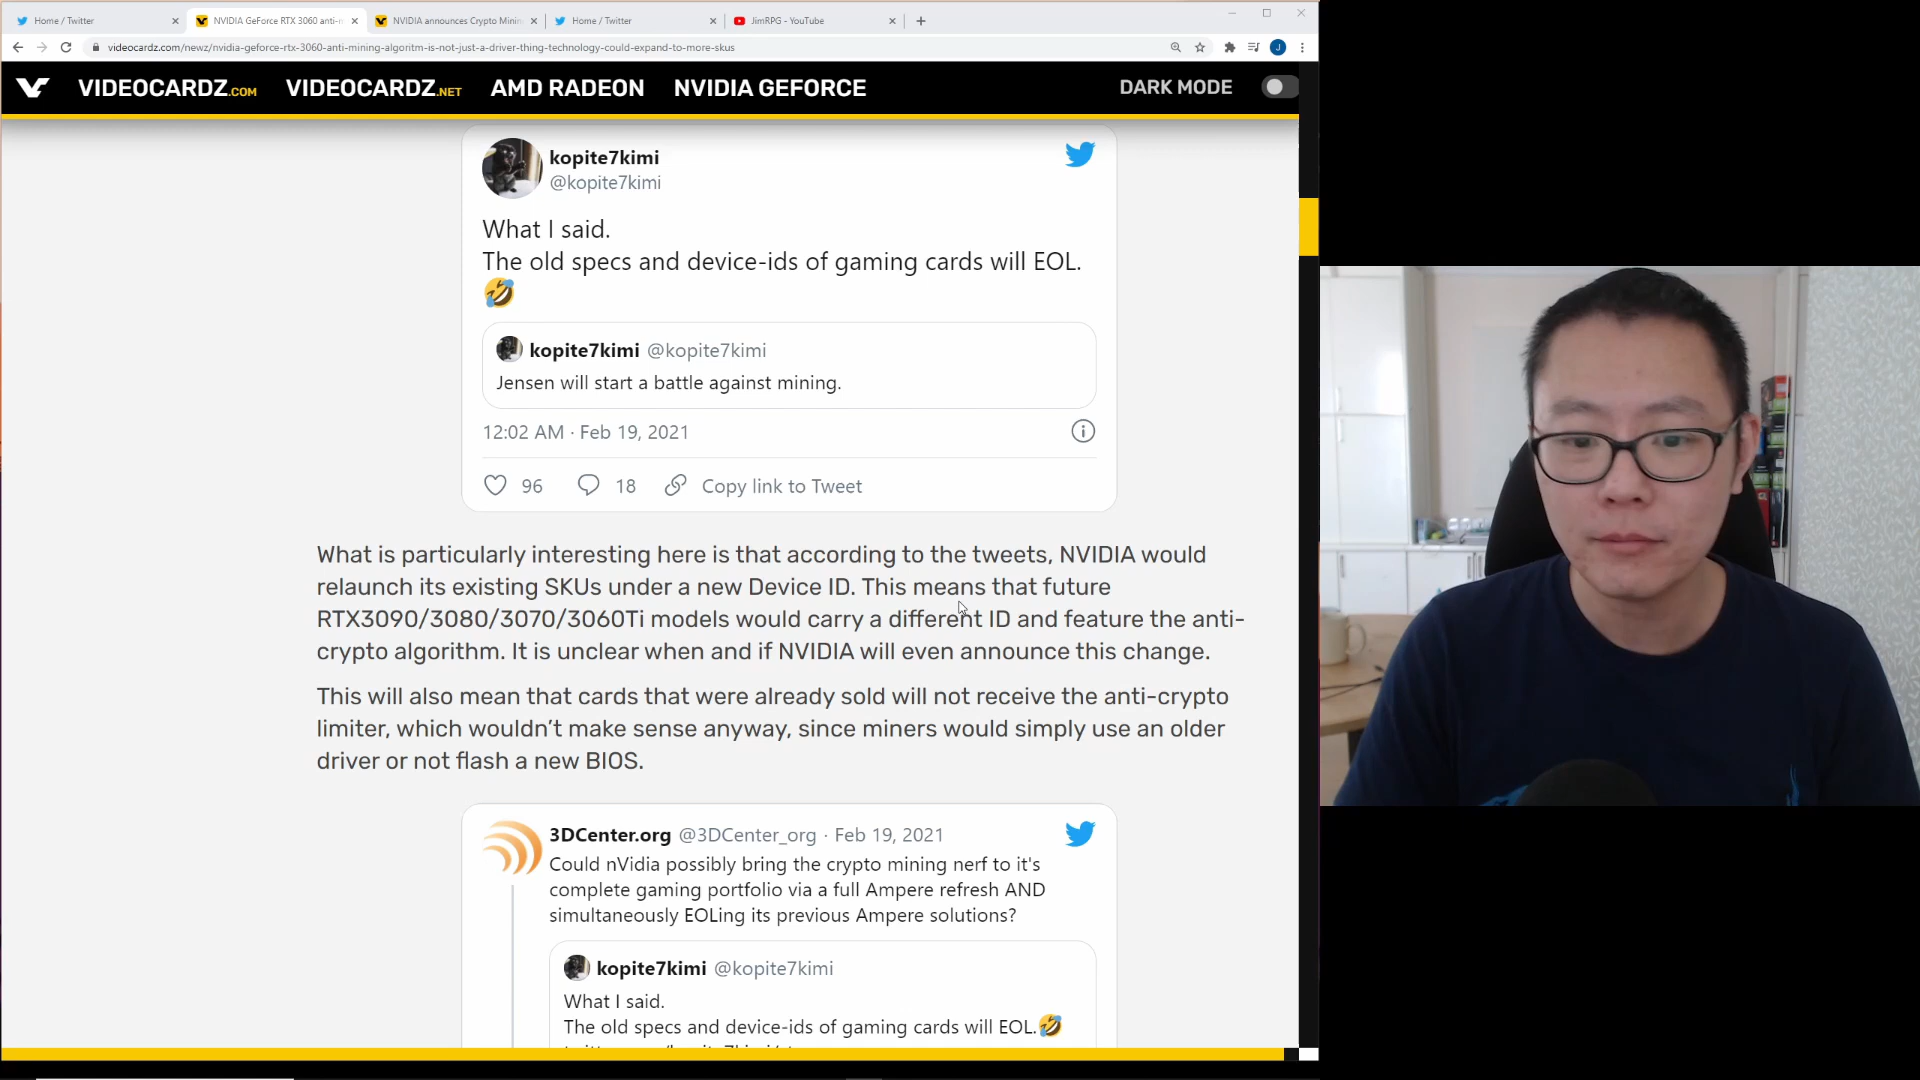 Home / Twitter
NVIDIA GeForce RTX 3060 anti-m
NVIDIA announces Crypto Minin
Home / Twitter
JimRPG - YouTube
videocardz.com/newz/nvidia-geforce-rtx-3060-anti-mining-algoritm-is-not-just-a-driver-thing-technology-could-expand-to-more-skus
J
VIDEOCARDZ.COM VIDEOCARDZ.NET AMD RADEON NVIDIA GEFORCE DARK MODE
kopite7kimi
@kopite7kimi
What I said.
The old specs and device-ids of gaming cards will EOL.
🤣
kopite7kimi @kopite7kimi
Jensen will start a battle against mining.
12:02 AM · Feb 19, 2021
96 18 Copy link to Tweet
What is particularly interesting here is that according to the tweets, NVIDIA would
relaunch its existing SKUs under a new Device ID. This means that future
RTX3090/3080/3070/3060Ti models would carry a different ID and feature the anti-
crypto algorithm. It is unclear when and if NVIDIA will even announce this change.
This will also mean that cards that were already sold will not receive the anti-crypto
limiter, which wouldn't make sense anyway, since miners would simply use an older
driver or not flash a new BIOS.
3DCenter.org @3DCenter_org · Feb 19, 2021
Could nVidia possibly bring the crypto mining nerf to it's
complete gaming portfolio via a full Ampere refresh AND
simultaneously EOLing its previous Ampere solutions?
kopite7kimi @kopite7kimi
What I said.
The old specs and device-ids of gaming cards will EOL.🤣